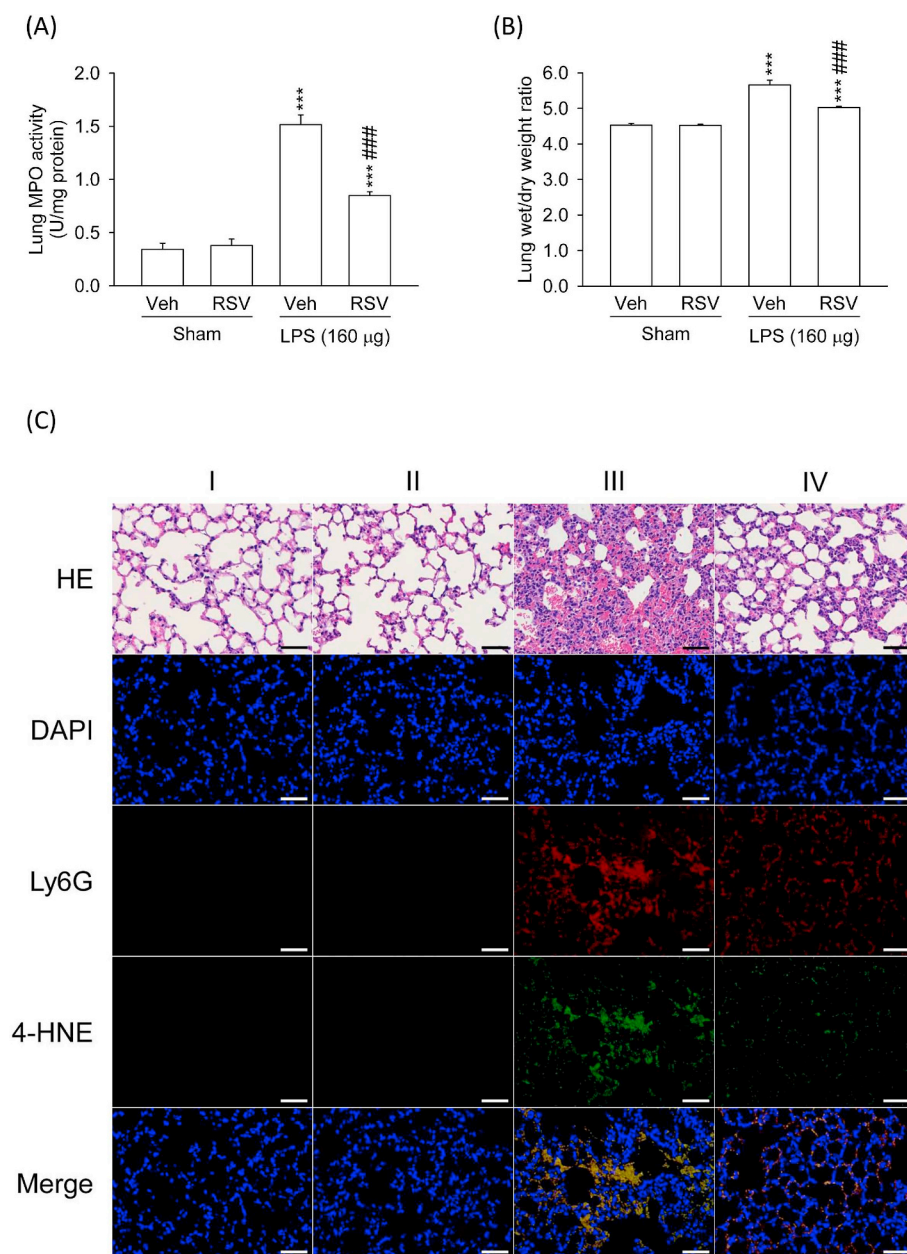 (A)
2.0
1.5
1.0
0.5
0.0
Lung MPO activity
(U/mg protein)
***
*** ###
Veh RSV Veh RSV
Sham LPS (160 µg)
(B)
6.0
5.0
4.0
3.0
2.0
1.0
0.0
Lung wet/dry weight ratio
***
*** ###
Veh RSV Veh RSV
Sham LPS (160 µg)
(C)
I II III IV
HE
DAPI
Ly6G
4-HNE
Merge